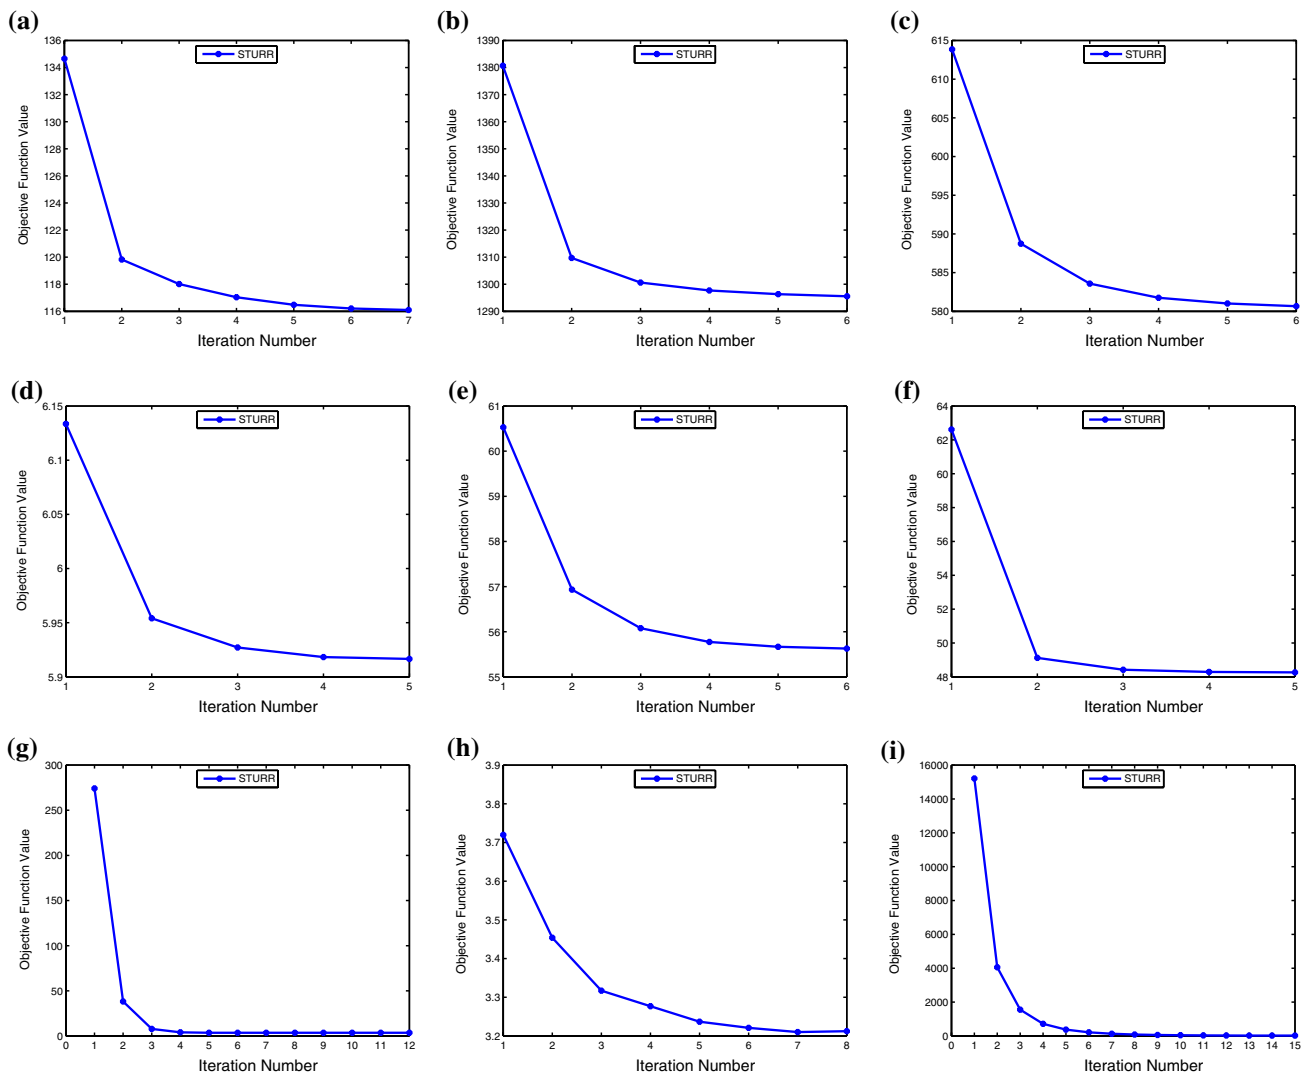 (a)
136
134
132
130
128
126
124
122
120
118
116
1 2 3 4 5 6 7
Objective Function Value
Iteration Number
STURR
(b)
1390
1380
1370
1360
1350
1340
1330
1320
1310
1300
1290
1 2 3 4 5 6
Objective Function Value
Iteration Number
STURR
(c)
615
610
605
600
595
590
585
580
1 2 3 4 5 6
Objective Function Value
Iteration Number
STURR
(d)
6.15
6.1
6.05
6
5.95
5.9
1 2 3 4 5
Objective Function Value
Iteration Number
STURR
(e)
61
60
59
58
57
56
55
1 2 3 4 5 6
Objective Function Value
Iteration Number
STURR
(f)
64
62
60
58
56
54
52
50
48
1 2 3 4 5
Objective Function Value
Iteration Number
STURR
(g)
300
250
200
150
100
50
0
0 1 2 3 4 5 6 7 8 9 10 11 12
Objective Function Value
Iteration Number
STURR
(h)
3.9
3.8
3.7
3.6
3.5
3.4
3.3
3.2
1 2 3 4 5 6 7 8
Objective Function Value
Iteration Number
STURR
(i)
16000
14000
12000
10000
8000
6000
4000
2000
0
0 1 2 3 4 5 6 7 8 9 10 11 12 13 14 15
Objective Function Value
Iteration Number
STURR